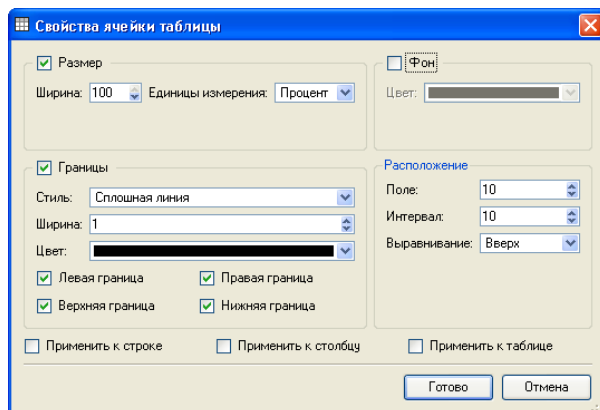 Свойства ячейки таблицы
Размер
Ширина: 100 Единицы измерения: Процент
Фон
Цвет:
Границы
Стиль: Сплошная линия
Ширина: 1
Цвет:
Левая граница Правая граница
Верхняя граница Нижняя граница
Расположение
Поле: 10
Интервал: 10
Выравнивание: Вверх
Применить к строке Применить к столбцу Применить к таблице
Готово Отмена